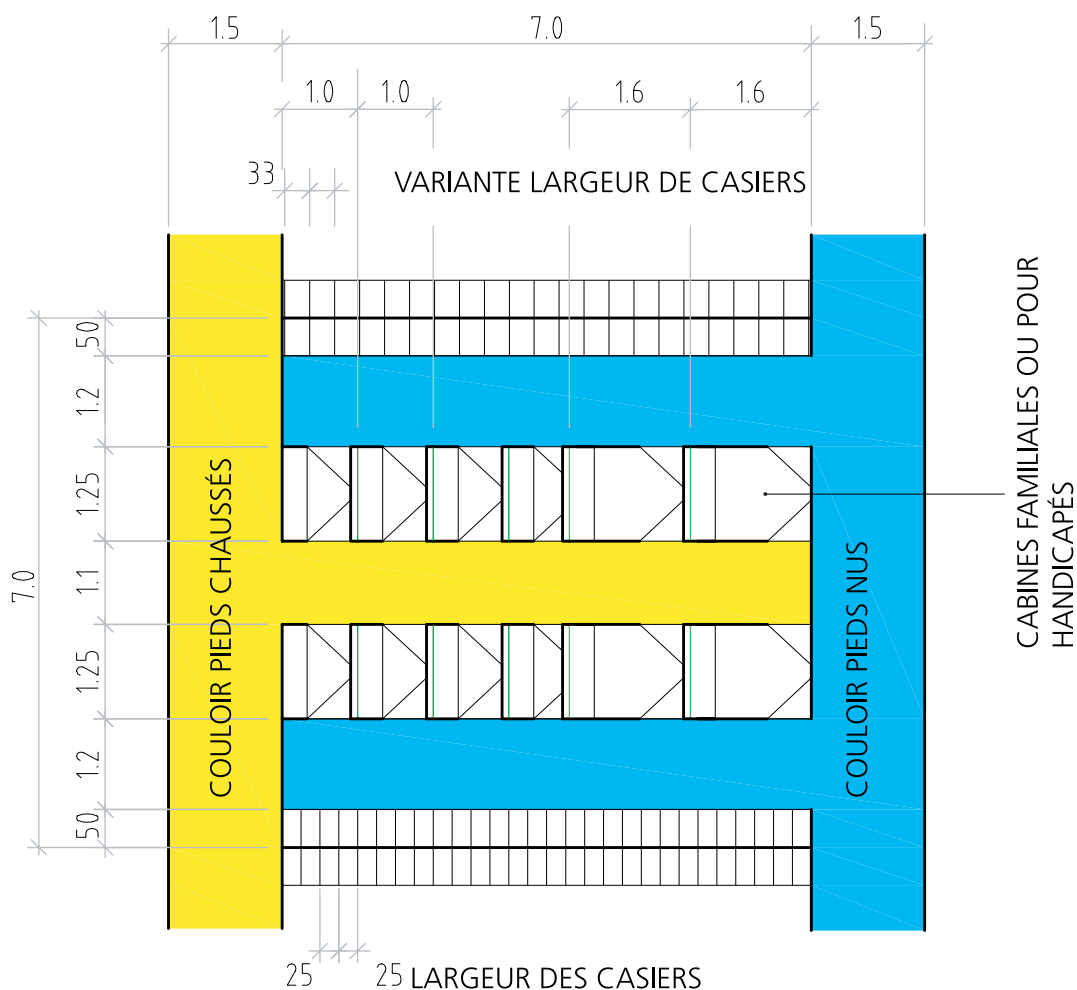 1.5
7.0
1.5
1.0
1.0
1.6
1.6
33
VARIANTE LARGEUR DE CASIERS
50
1.2
1.25
1.1
1.25
1.2
50
7.0
COULOIR PIEDS CHAUSSÉS
COULOIR PIEDS NUS
CABINES FAMILIALES OU POUR
HANDICAPÉS
25
25 LARGEUR DES CASIERS